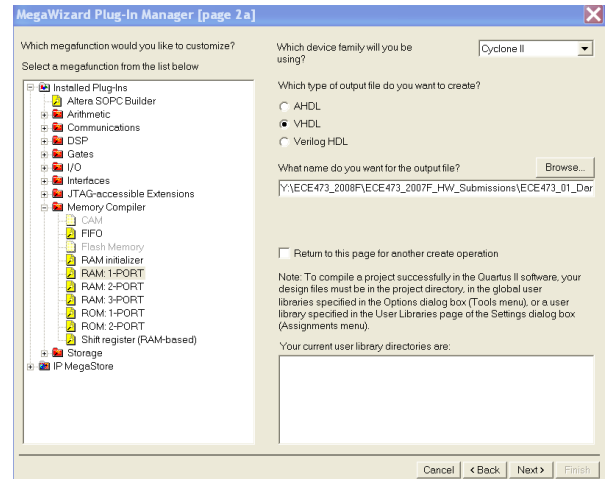 MegaWizard Plug-In Manager [page 2a]
Which megafunction would you like to customize?
Select a megafunction from the list below
Installed Plug-Ins
Altera SOPC Builder
Arithmetic
Communications
DSP
Gates
I/O
Interfaces
JTAG-accessible Extensions
Memory Compiler
CAM
FIFO
Flash Memory
RAM initializer
RAM: 1-PORT
RAM: 2-PORT
RAM: 3-PORT
ROM: 1-PORT
ROM: 2-PORT
Shift register (RAM-based)
Storage
IP MegaStore
Which device family will you be
using?
Cyclone II
Which type of output file do you want to create?
AHDL
VHDL
Verilog HDL
What name do you want for the output file?
Browse...
Y:\ECE473_2008F\ECE473_2007F_HW_Submissions\ECE473_01_Dar
Return to this page for another create operation
Note: To compile a project successfully in the Quartus II software, your
design files must be in the project directory, in the global user
libraries specified in the Options dialog box (Tools menu), or a user
library specified in the User Libraries page of the Settings dialog box
(Assignments menu).
Your current user library directories are:
Cancel
< Back
Next >
Finish